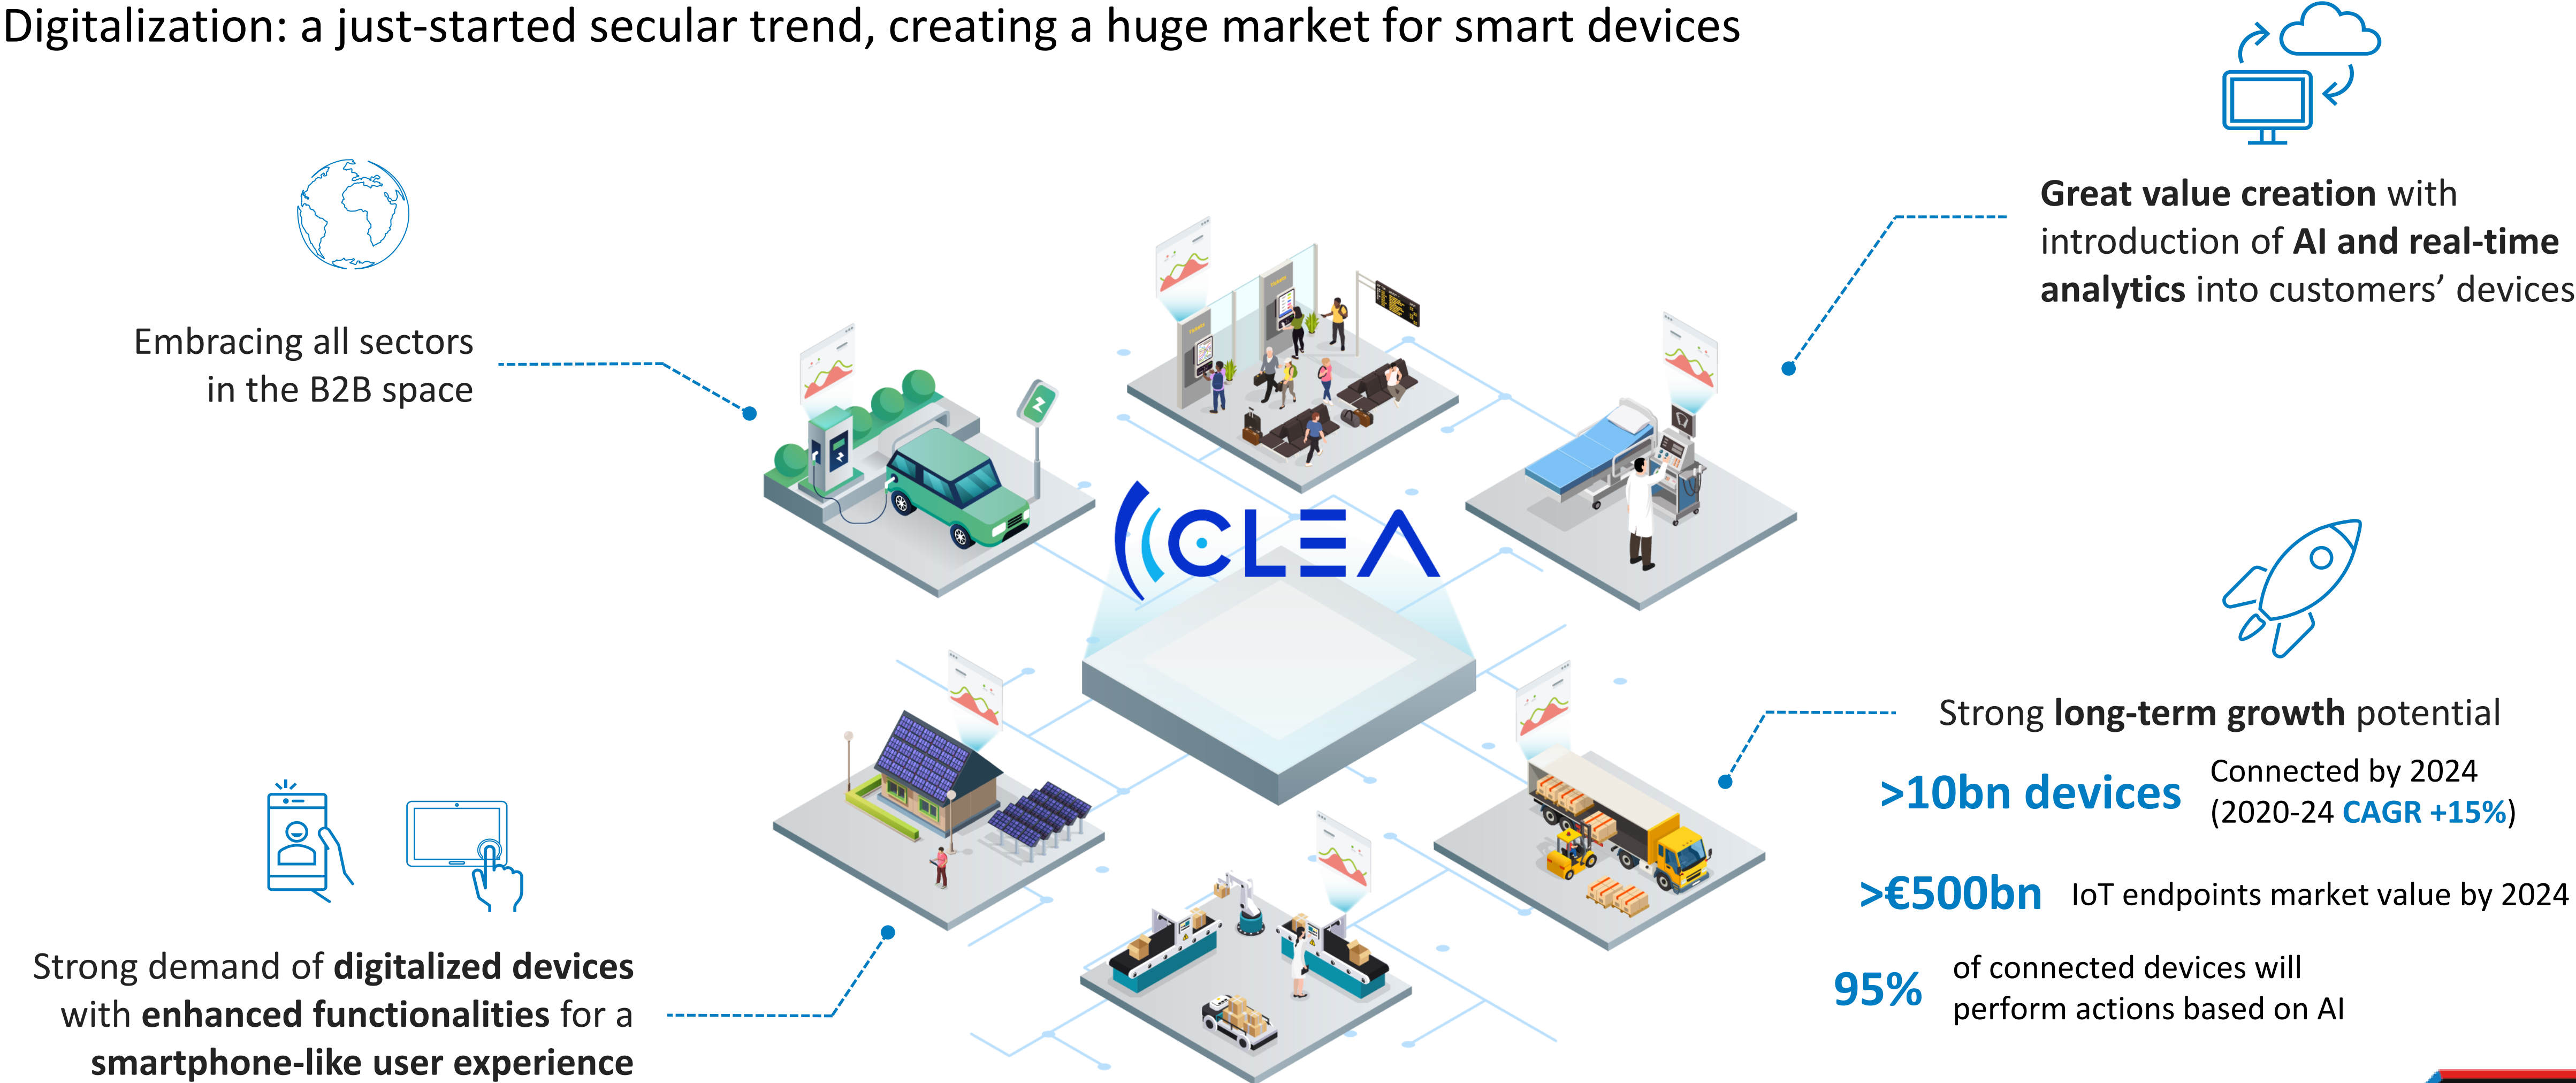 Digitalization: a just-started secular trend, creating a huge market for smart devices
Embracing all sectors
in the B2B space
Great value creation with
introduction of AI and real-time
analytics into customers’ devices
CLEA
Strong demand of digitalized devices
with enhanced functionalities for a
smartphone-like user experience
Strong long-term growth potential
>10bn devices
Connected by 2024
(2020-24 CAGR +15%)
>€500bn
IoT endpoints market value by 2024
95%
of connected devices will
perform actions based on AI